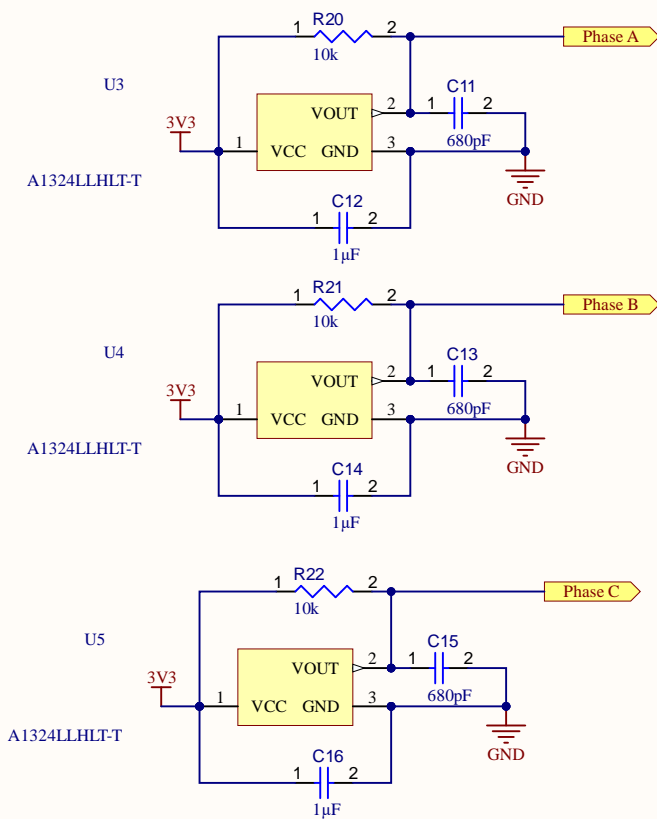 R20
1 2
10k
Phase A
U3
C11
VOUT
2 1 2
3V3
1
VCC GND
3
680pF
A1324LLHLT-T
GND
C12
1 2
1µF
R21
1 2
10k
Phase B
U4
C13
VOUT
2 1 2
3V3
1
VCC GND
3
680pF
A1324LLHLT-T
GND
C14
1 2
1µF
R22
1 2
10k
Phase C
U5
C15
VOUT
2 1 2
3V3
1
VCC GND
3
680pF
A1324LLHLT-T
GND
C16
1 2
1µF